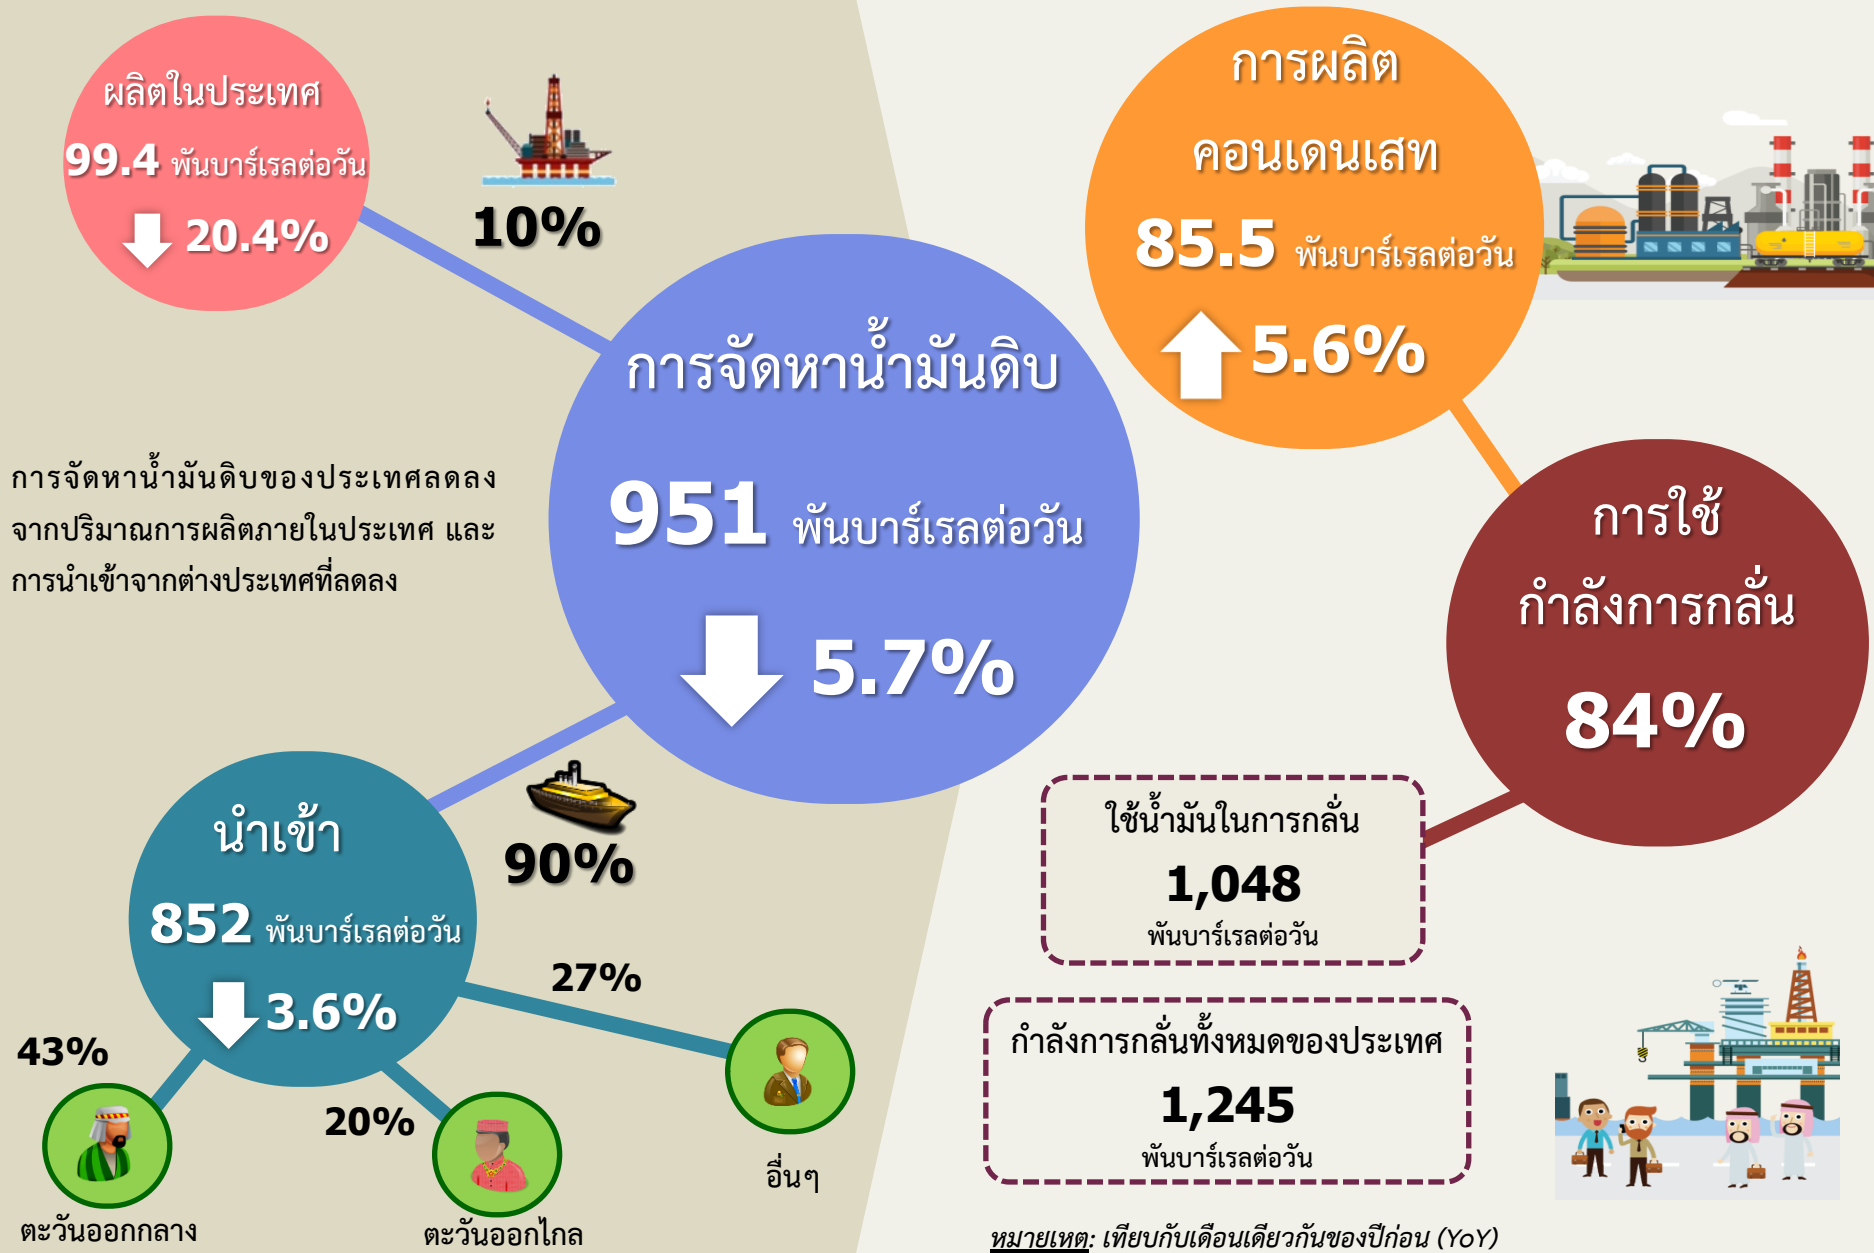 ผลิตในประเทศ
99.4 พันบาร์เรลต่อวัน
20.4%
10%
การจัดหาน้ำมันดิบ
951 พันบาร์เรลต่อวัน
5.7%
การจัดหาน้ำมันดิบของประเทศลดลง
จากปริมาณการผลิตภายในประเทศ และ
การนำเข้าจากต่างประเทศที่ลดลง
90%
นำเข้า
852 พันบาร์เรลต่อวัน
3.6%
43%
ตะวันออกกลาง
20%
ตะวันออกไกล
27%
อื่นๆ
การผลิต
คอนเดนเสท
85.5 พันบาร์เรลต่อวัน
5.6%
การใช้
กำลังการกลั่น
84%
ใช้น้ำมันในการกลั่น
1,048
พันบาร์เรลต่อวัน
กำลังการกลั่นทั้งหมดของประเทศ
1,245
พันบาร์เรลต่อวัน
หมายเหตุ: เทียบกับเดือนเดียวกันของปีก่อน (YoY)